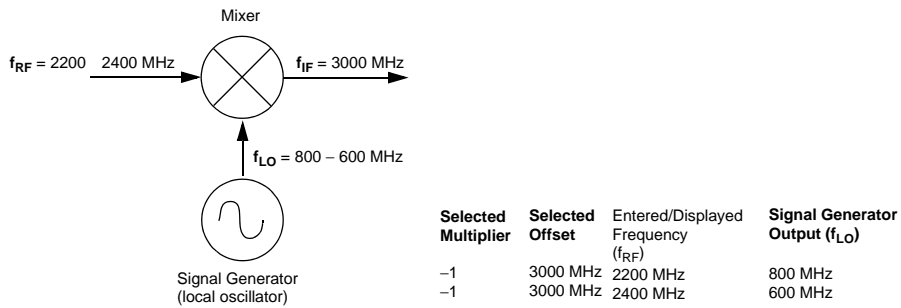 Mixer
f_RF = 2200 2400 MHz
f_IF = 3000 MHz
f_LO = 800 – 600 MHz
Signal Generator
(local oscillator)
Selected Multiplier Selected Offset Entered/Displayed Frequency (f_RF) Signal Generator Output (f_LO)
–1 3000 MHz 2200 MHz 800 MHz
–1 3000 MHz 2400 MHz 600 MHz